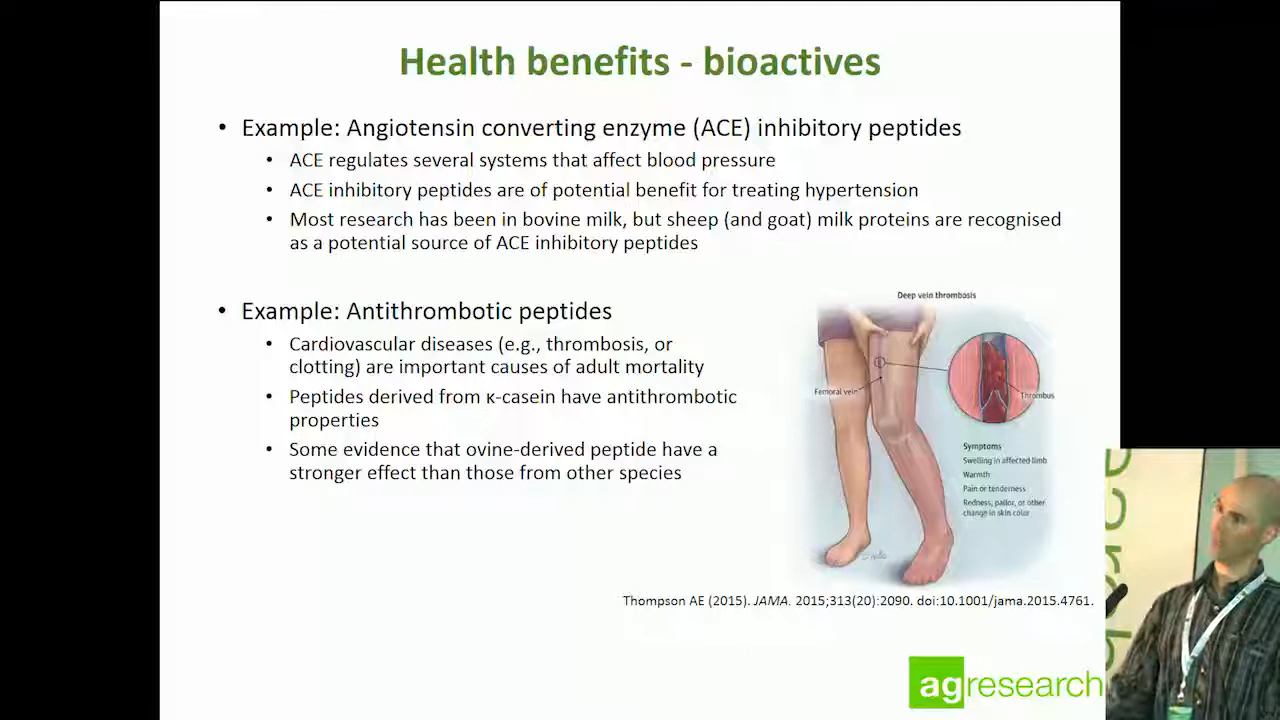 Health benefits - bioactives
• Example: Angiotensin converting enzyme (ACE) inhibitory peptides
• ACE regulates several systems that affect blood pressure
• ACE inhibitory peptides are of potential benefit for treating hypertension
• Most research has been in bovine milk, but sheep (and goat) milk proteins are recognised
as a potential source of ACE inhibitory peptides
• Example: Antithrombotic peptides
• Cardiovascular diseases (e.g., thrombosis, or
clotting) are important causes of adult mortality
• Peptides derived from κ-casein have antithrombotic
properties
• Some evidence that ovine-derived peptide have a
stronger effect than those from other species
Deep vein thrombosis
Femoral vein
Thrombus
Symptoms
Swelling in affected limb
Warmth
Pain or tenderness
Redness, pallor, or other
change in skin color
Thompson AE (2015). JAMA. 2015;313(20):2090. doi:10.1001/jama.2015.4761.
agresearch